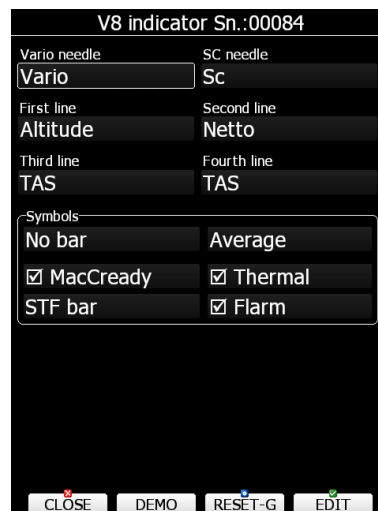 V8 indicator Sn.:00084
Vario needle SC needle
Vario Sc
First line Second line
Altitude Netto
Third line Fourth line
TAS TAS
Symbols
No bar Average
MacCready Thermal
STF bar Flarm
CLOSE DEMO RESET-G EDIT